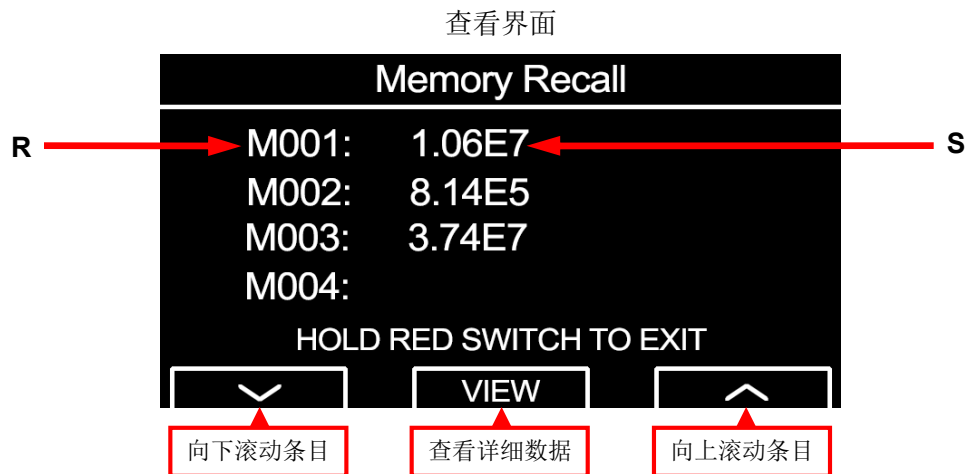 查看界面
Memory Recall
R M001: 1.06E7 S
M002: 8.14E5
M003: 3.74E7
M004:
HOLD RED SWITCH TO EXIT
VIEW
向下滚动条目 查看详细数据 向上滚动条目